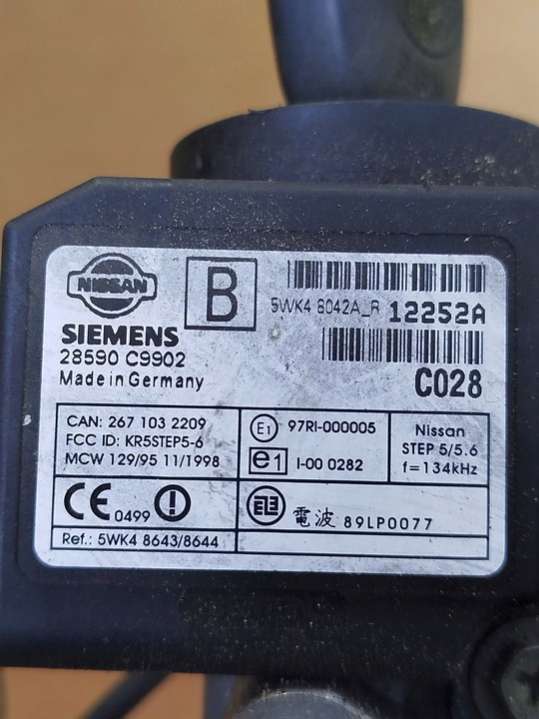 NISSAN
B
5WK4 8042A_R 12252A
SIEMENS
28590 C9902
Made in Germany
C028
CAN: 267 103 2209
FCC ID: KR5STEP5-6
MCW 129/95 11/1998
E1 97RI-000005
e1 I-00 0282
Nissan
STEP 5/5.6
f=134kHz
CE 0499
電波 89LP0077
Ref.: 5WK4 8643/8644